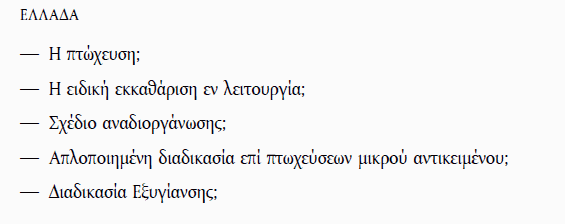 ΕΛΛΑΔΑ
— Η πτώχευση;
— Η ειδική εκκαθάριση εν λειτουργία;
— Σχέδιο αναδιοργάνωσης;
— Απλοποιημένη διαδικασία επί πτωχεύσεων μικρού αντικειμένου;
— Διαδικασία Εξυγίανσης;